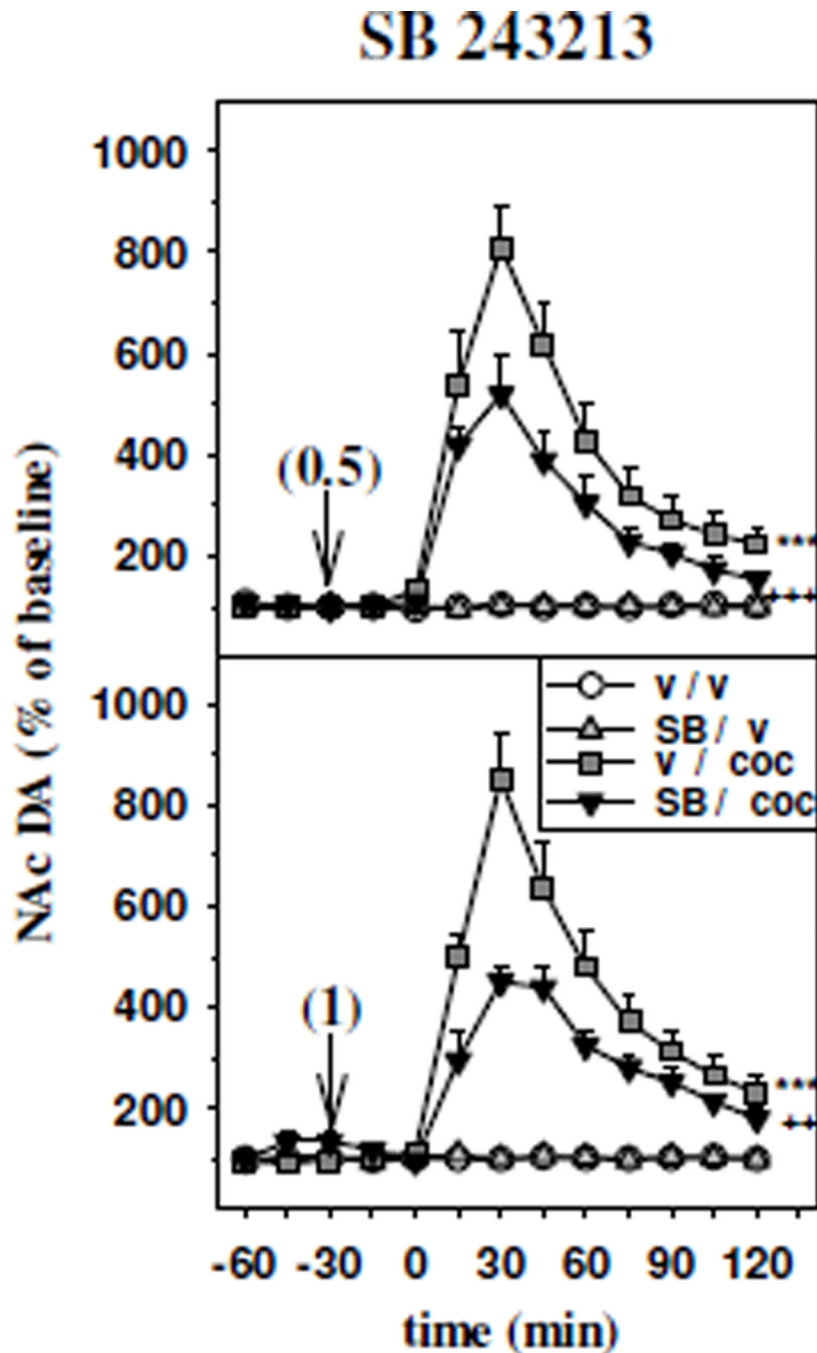 SB 243213
1000
800
600
400
200
(0.5)
***
+++
1000
800
600
400
200
(1)
v / v
SB / v
v / coc
SB / coc
***
++
-60 -30 0 30 60 90 120
time (min)
NAc DA (% of baseline)